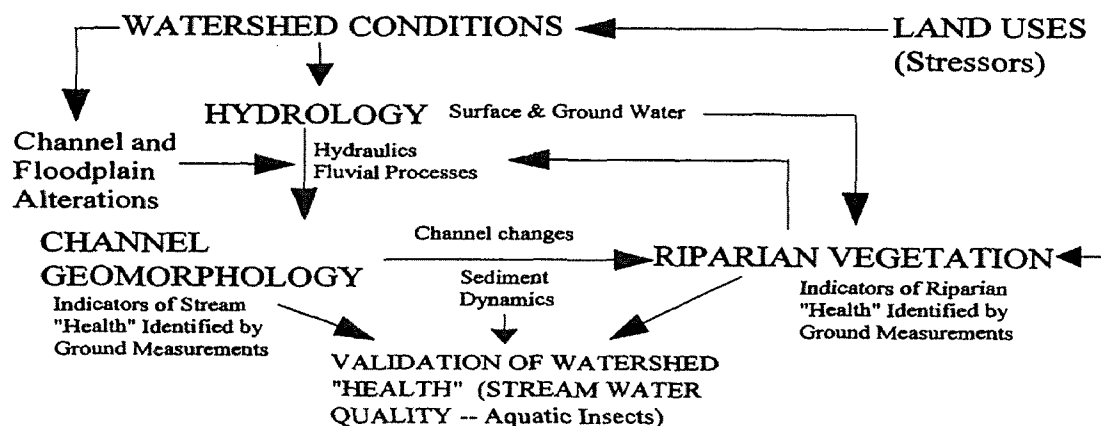 WATERSHED CONDITIONS
LAND USES
(Stressors)
HYDROLOGY
Surface & Ground Water
Channel and
Floodplain
Alterations
Hydraulics
Fluvial Processes
CHANNEL
GEOMORPHOLOGY
Indicators of Stream
"Health" Identified by
Ground Measurements
Channel changes
Sediment
Dynamics
RIPARIAN VEGETATION
Indicators of Riparian
"Health" Identified by
Ground Measurements
VALIDATION OF WATERSHED
"HEALTH" (STREAM WATER
QUALITY -- Aquatic Insects)